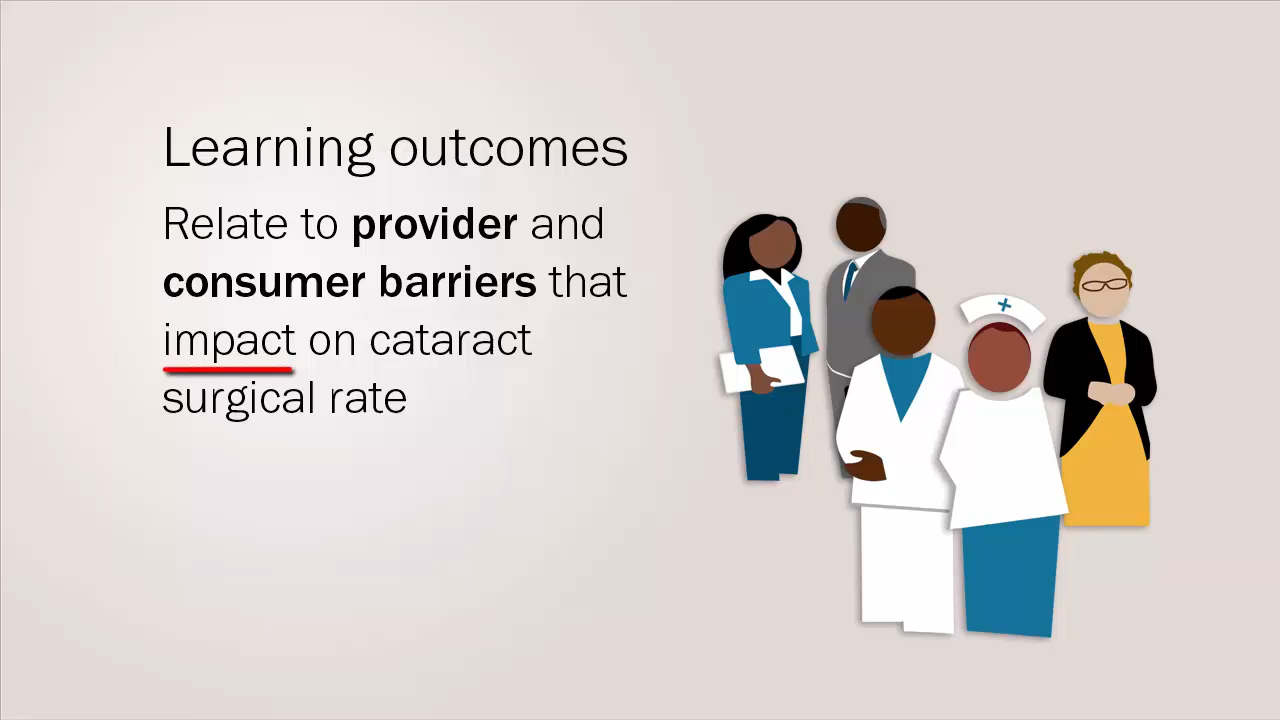 Learning outcomes
Relate to provider and
consumer barriers that
impact on cataract
surgical rate